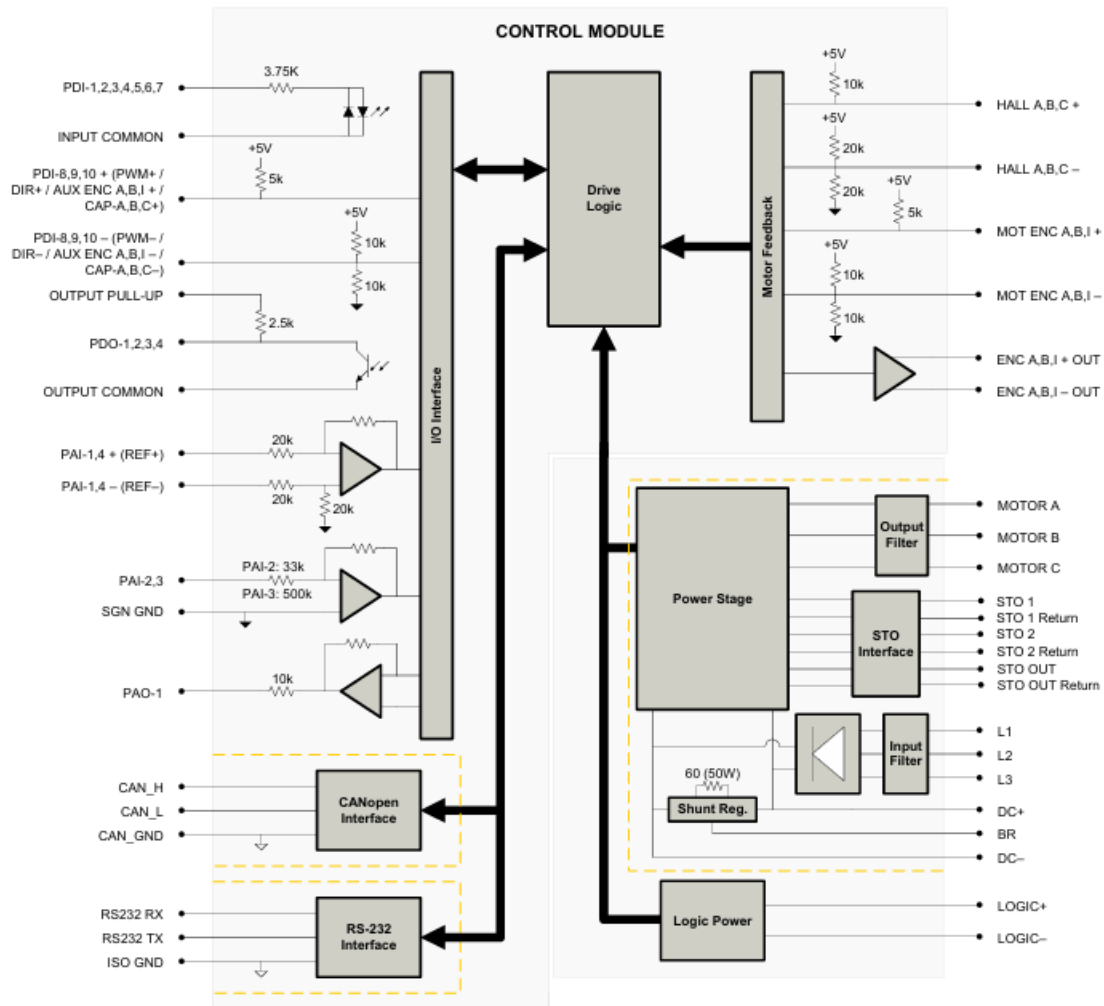 CONTROL MODULE
PDI-1,2,3,4,5,6,7
3.75K
INPUT COMMON
PDI-8,9,10 + (PWM+ /
DIR+ / AUX ENC A,B,I + /
CAP-A,B,C+)
+5V
5k
PDI-8,9,10 – (PWM– /
DIR– / AUX ENC A,B,I – /
CAP-A,B,C–)
+5V
10k
10k
OUTPUT PULL-UP
2.5k
PDO-1,2,3,4
OUTPUT COMMON
PAI-1,4 + (REF+)
20k
PAI-1,4 – (REF–)
20k
20k
PAI-2,3
PAI-2: 33k
PAI-3: 500k
SGN GND
PAO-1
10k
I/O Interface
Drive
Logic
Motor Feedback
+5V
10k
HALL A,B,C +
+5V
20k
20k
HALL A,B,C –
+5V
5k
MOT ENC A,B,I +
+5V
10k
10k
MOT ENC A,B,I –
ENC A,B,I + OUT
ENC A,B,I – OUT
Power Stage
Output
Filter
MOTOR A
MOTOR B
MOTOR C
STO
Interface
STO 1
STO 1 Return
STO 2
STO 2 Return
STO OUT
STO OUT Return
Input
Filter
L1
L2
L3
60 (50W)
Shunt Reg.
DC+
BR
DC–
Logic Power
LOGIC+
LOGIC–
CAN_H
CAN_L
CAN_GND
CANopen
Interface
RS232 RX
RS232 TX
ISO GND
RS-232
Interface